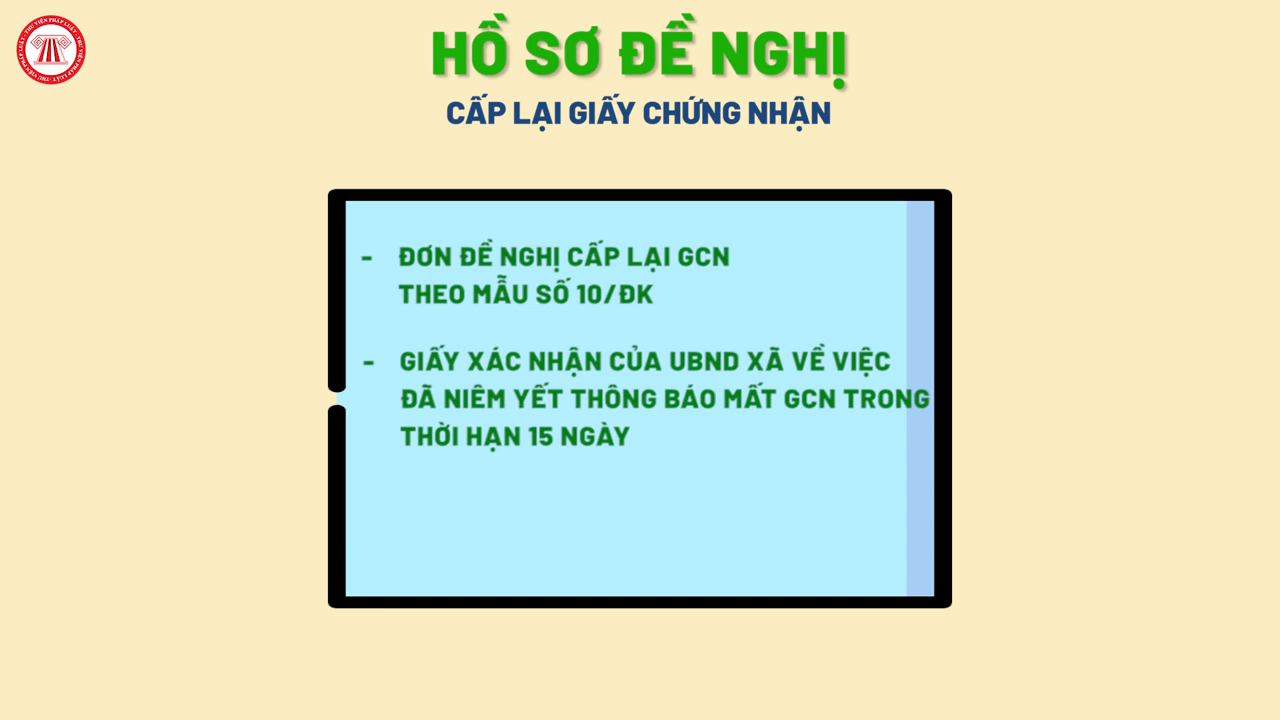 HỒ SƠ ĐỀ NGHỊ
CẤP LẠI GIẤY CHỨNG NHẬN
- ĐƠN ĐỀ NGHỊ CẤP LẠI GCN
THEO MẪU SỐ 10/ĐK
- GIẤY XÁC NHẬN CỦA UBND XÃ VỀ VIỆC
ĐÃ NIÊM YẾT THÔNG BÁO MẤT GCN TRONG
THỜI HẠN 15 NGÀY